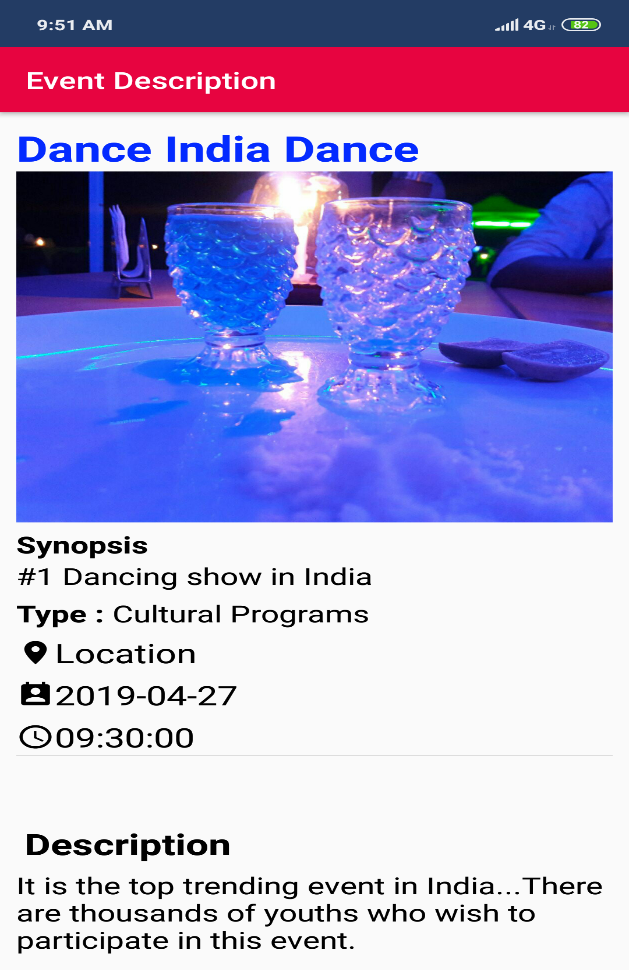 9:51 AM 4G 82
Event Description
Dance India Dance
Synopsis
#1 Dancing show in India
Type : Cultural Programs
Location
2019-04-27
09:30:00
Description
It is the top trending event in India...There
are thousands of youths who wish to
participate in this event.